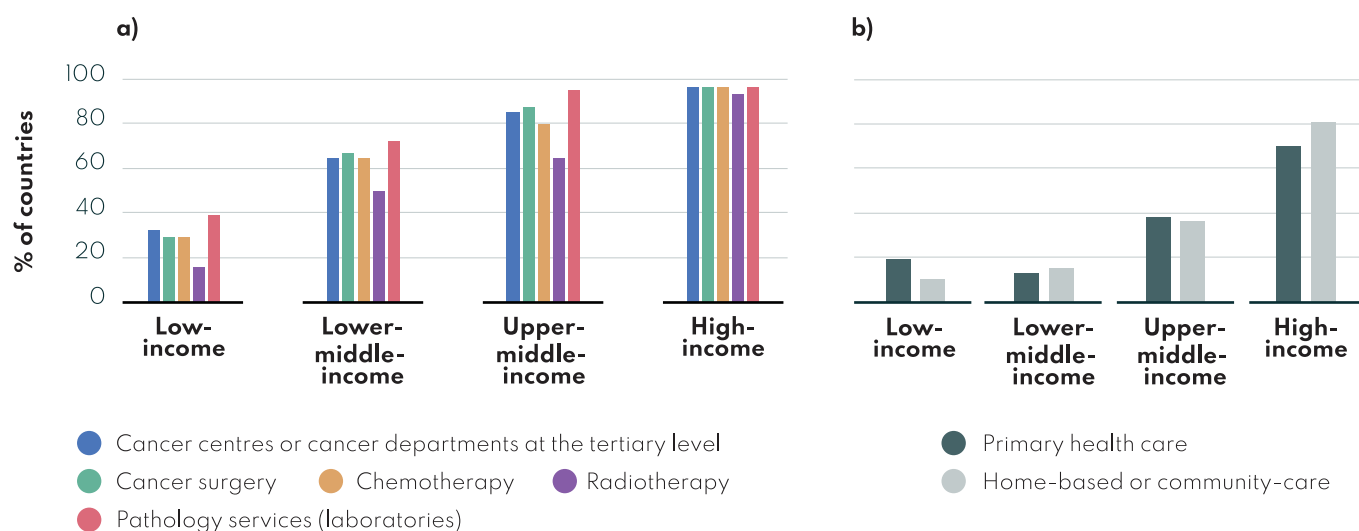 a)
% of countries
100
80
60
40
20
0
Low-
income
Lower-
middle-
income
Upper-
middle-
income
High-
income
Cancer centres or cancer departments at the tertiary level
Cancer surgery
Chemotherapy
Radiotherapy
Pathology services (laboratories)
b)
Low-
income
Lower-
middle-
income
Upper-
middle-
income
High-
income
Primary health care
Home-based or community-care